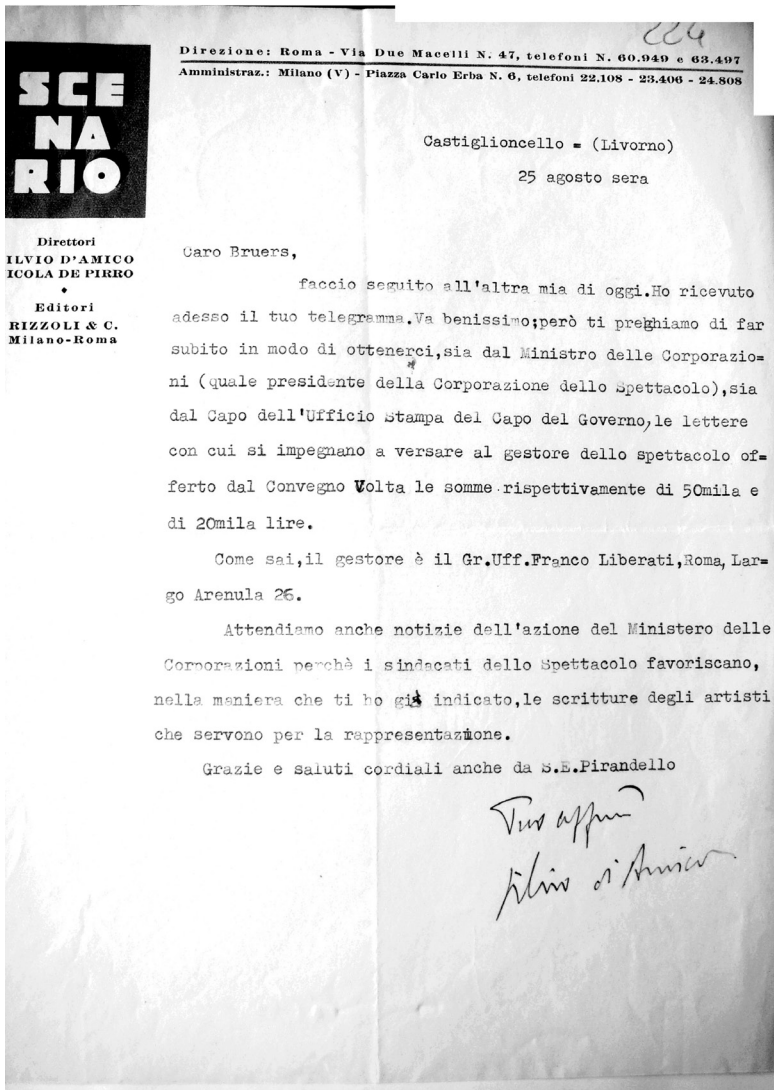 224
Direzione: Roma - Via Due Macelli N. 47, telefoni N. 60.949 e 63.497
Amministraz.: Milano (V) - Piazza Carlo Erba N. 6, telefoni 22.108 - 23.406 - 24.808
SCE
NA
RIO
Direttori
ILVIO D'AMICO
ICOLA DE PIRRO
Editori
RIZZOLI & C.
Milano-Roma
Castiglioncello = (Livorno)
25 agosto sera
Caro Bruers,
faccio seguito all'altra mia di oggi.Ho ricevuto
adesso il tuo telegramma.Va benissimo;però ti preghiamo di far
subito in modo di ottenerci,sia dal Ministro delle Corporazio=
ni (quale presidente della Corporazione dello Spettacolo),sia
dal Capo dell'Ufficio Stampa del Capo del Governo,le lettere
con cui si impegnano a versare al gestore dello spettacolo of=
ferto dal Convegno Volta le somme rispettivamente di 50mila e
di 20mila lire.
Come sai,il gestore è il Gr.Uff.Franco Liberati,Roma,Lar=
go Arenula 26.
Attendiamo anche notizie dell'azione del Ministero delle
Corporazioni perchè i sindacati dello Spettacolo favoriscano,
nella maniera che ti ho già indicato,le scritture degli artisti
che servono per la rappresentazione.
Grazie e saluti cordiali anche da S.E.Pirandello
Tuo affmo
Silvio d'Amico